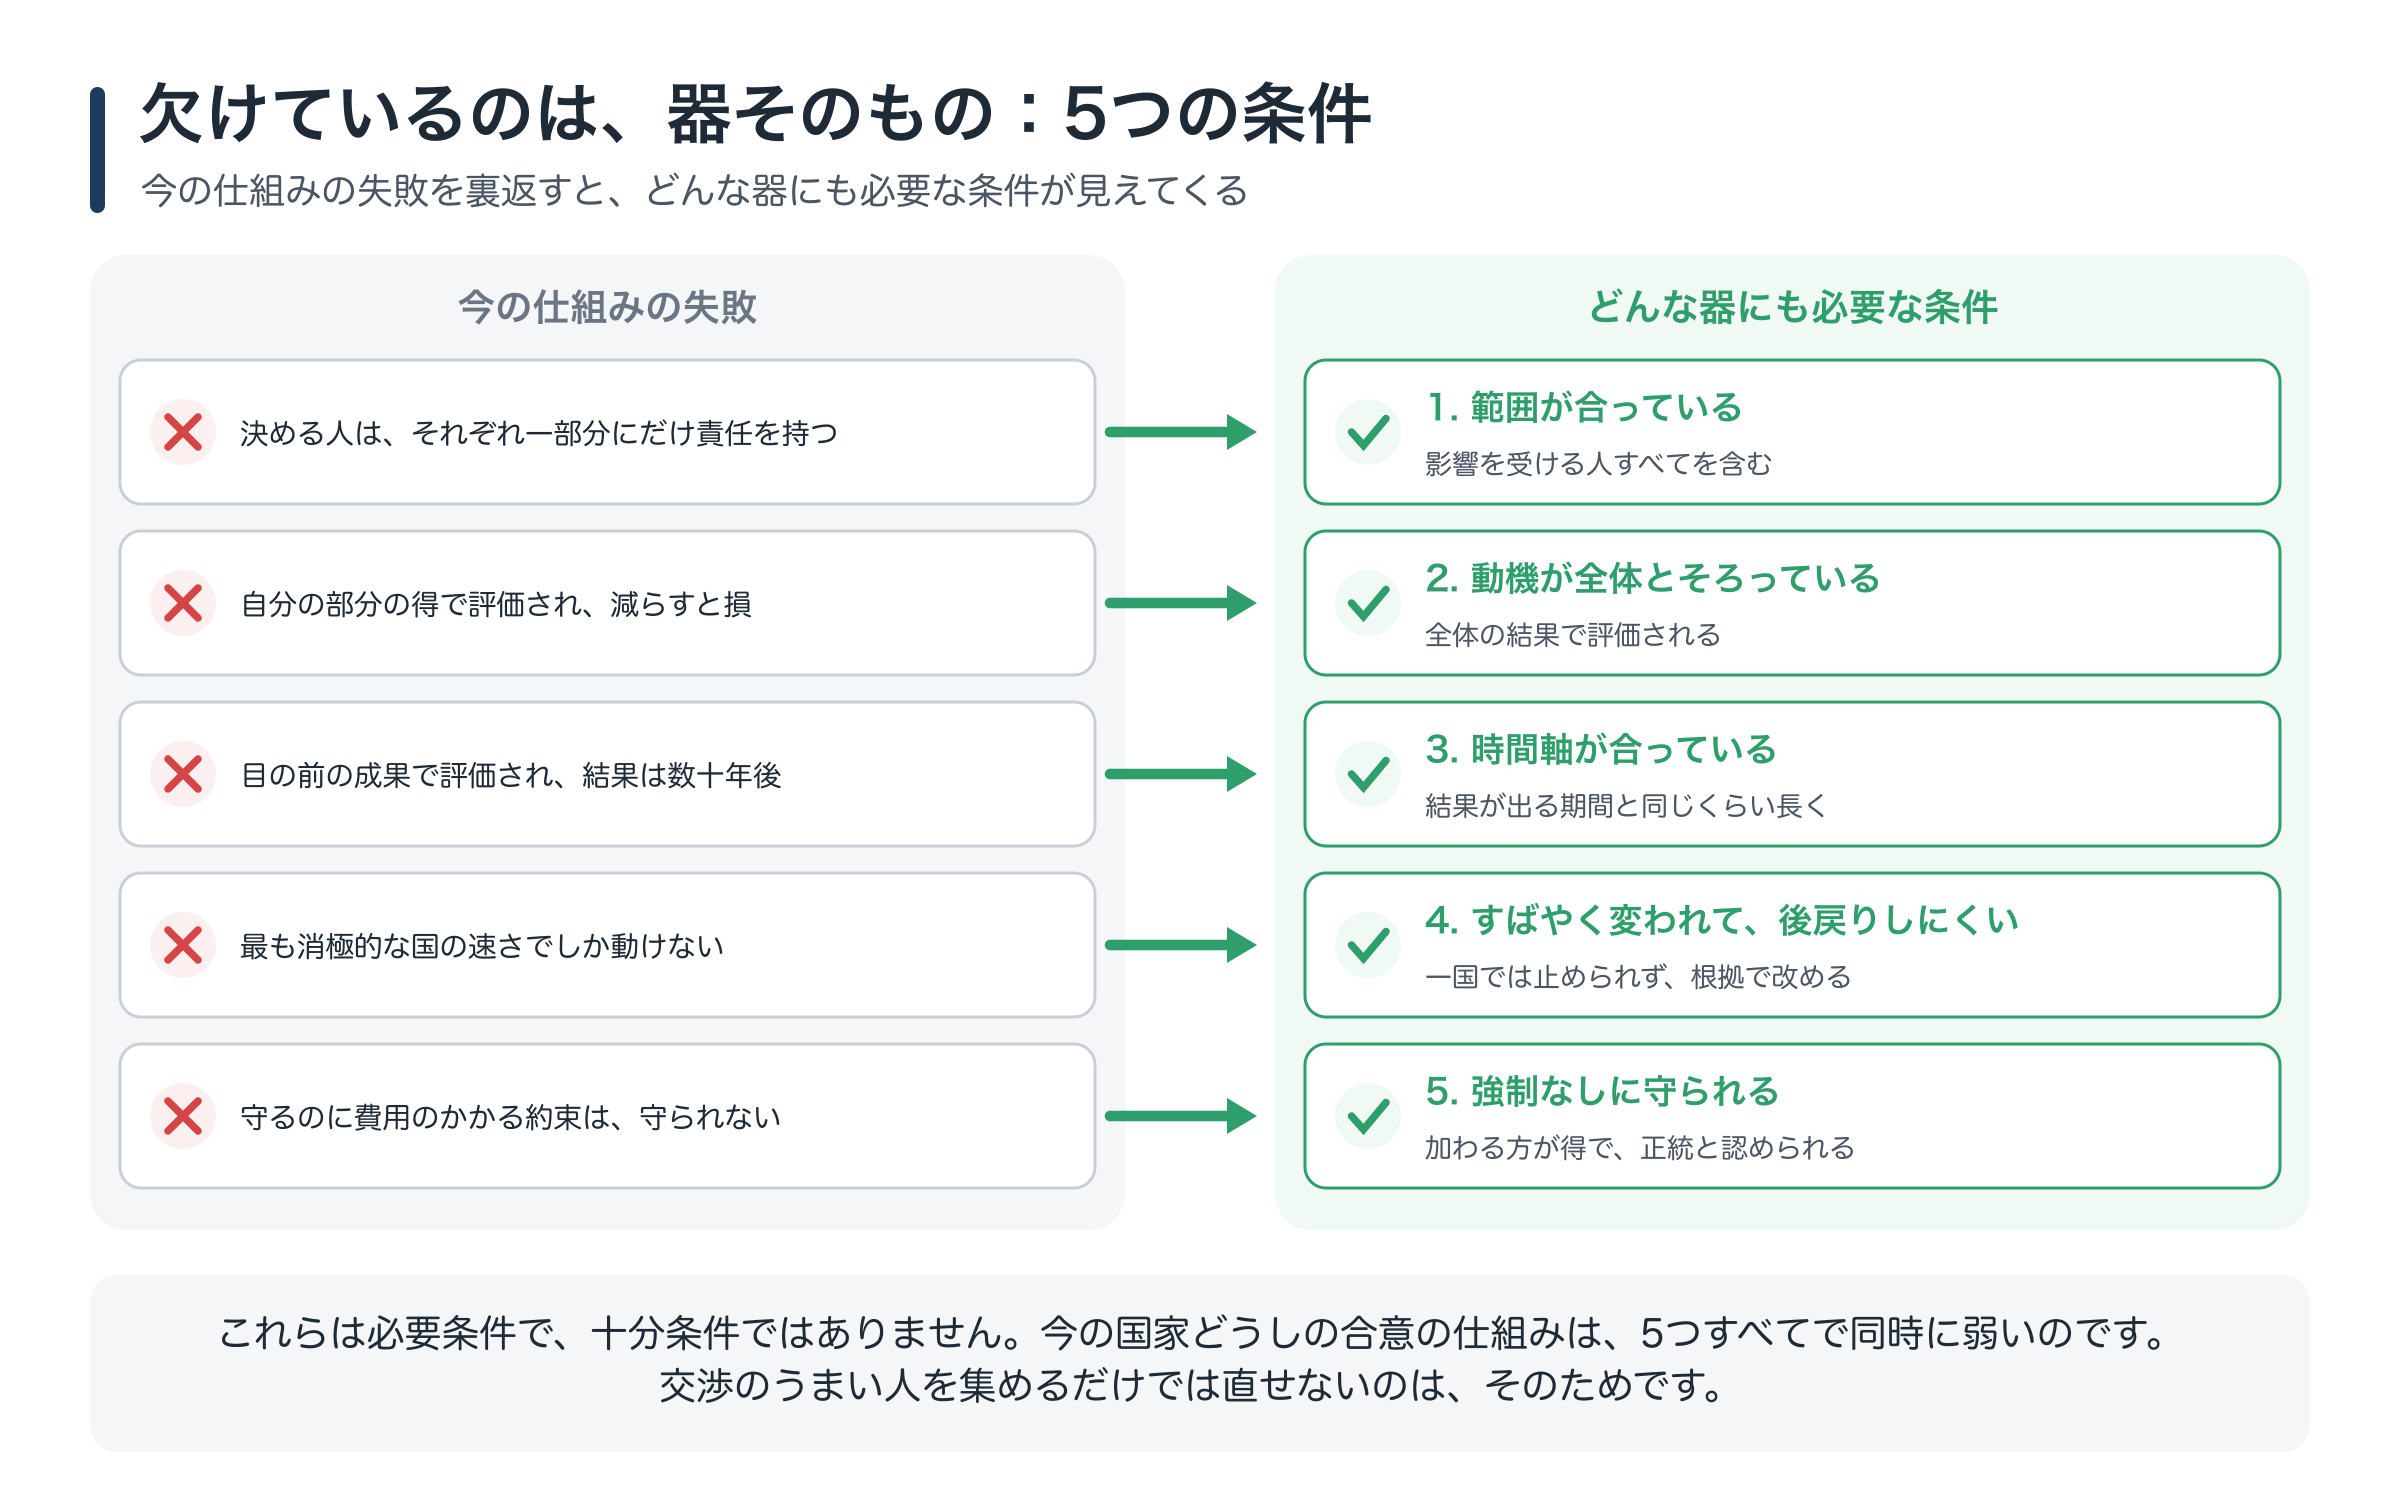 欠けているのは、器そのもの：5つの条件
今の仕組みの失敗を裏返すと、どんな器にも必要な条件が見えてくる
今の仕組みの失敗
どんな器にも必要な条件
決める人は、それぞれ一部分にだけ責任を持つ
1. 範囲が合っている
影響を受ける人すべてを含む
自分の部分の得で評価され、減らすと損
2. 動機が全体とそろっている
全体の結果で評価される
目の前の成果で評価され、結果は数十年後
3. 時間軸が合っている
結果が出る期間と同じくらい長く
最も消極的な国の速さでしか動けない
4. すばやく変われて、後戻りしにくい
一国では止められず、根拠で改める
守るのに費用のかかる約束は、守られない
5. 強制なしに守られる
加わる方が得で、正統と認められる
これらは必要条件で、十分条件ではありません。今の国家どうしの合意の仕組みは、5つすべてで同時に弱いのです。
交渉のうまい人を集めるだけでは直せないのは、そのためです。